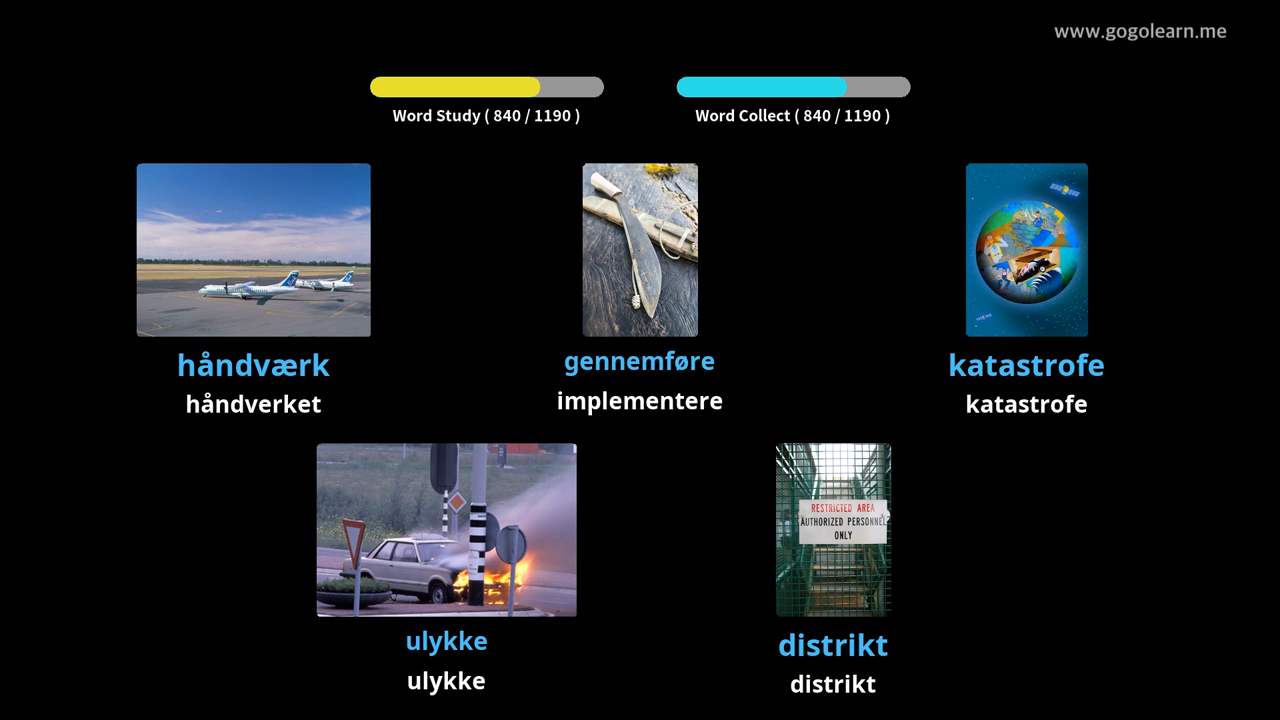 www.gogolearn.me
Word Study ( 840 / 1190 )
Word Collect ( 840 / 1190 )
håndværk
håndverket
gennemføre
implementere
katastrofe
katastrofe
RESTRICTED AREA
AUTHORIZED PERSONNEL
ONLY
ulykke
ulykke
distrikt
distrikt